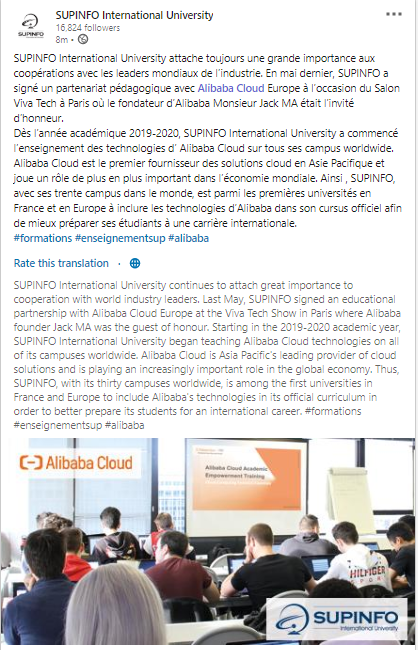 SUPINFO International University
16,824 followers
8m •
SUPINFO International University attache toujours une grande importance aux
coopérations avec les leaders mondiaux de l'industrie. En mai dernier, SUPINFO a
signé un partenariat pédagogique avec Alibaba Cloud Europe à l'occasion du Salon
Viva Tech à Paris où le fondateur d'Alibaba Monsieur Jack MA était l'invité
d'honneur.
Dès l'année académique 2019-2020, SUPINFO International University a commencé
l'enseignement des technologies d' Alibaba Cloud sur tous ses campus worldwide.
Alibaba Cloud est le premier fournisseur des solutions cloud en Asie Pacifique et
joue un rôle de plus en plus important dans l'économie mondiale. Ainsi , SUPINFO,
avec ses trente campus dans le monde, est parmi les premières universités en
France et en Europe à inclure les technologies d'Alibaba dans son cursus officiel afin
de mieux préparer ses étudiants à une carrière internationale.
#formations #enseignementsup #alibaba
Rate this translation •
SUPINFO International University continues to attach great importance to
cooperation with world industry leaders. Last May, SUPINFO signed an educational
partnership with Alibaba Cloud Europe at the Viva Tech Show in Paris where Alibaba
founder Jack MA was the guest of honour. Starting in the 2019-2020 academic year,
SUPINFO International University began teaching Alibaba Cloud technologies on all
of its campuses worldwide. Alibaba Cloud is Asia Pacific's leading provider of cloud
solutions and is playing an increasingly important role in the global economy. Thus,
SUPINFO, with its thirty campuses worldwide, is among the first universities in
France and Europe to include Alibaba's technologies in its official curriculum in
order to better prepare its students for an international career. #formations
#enseignementsup #alibaba
Alibaba Cloud
Alibaba Cloud Academic
Empowerment Training
HILFIGER
SUPINFO
International University